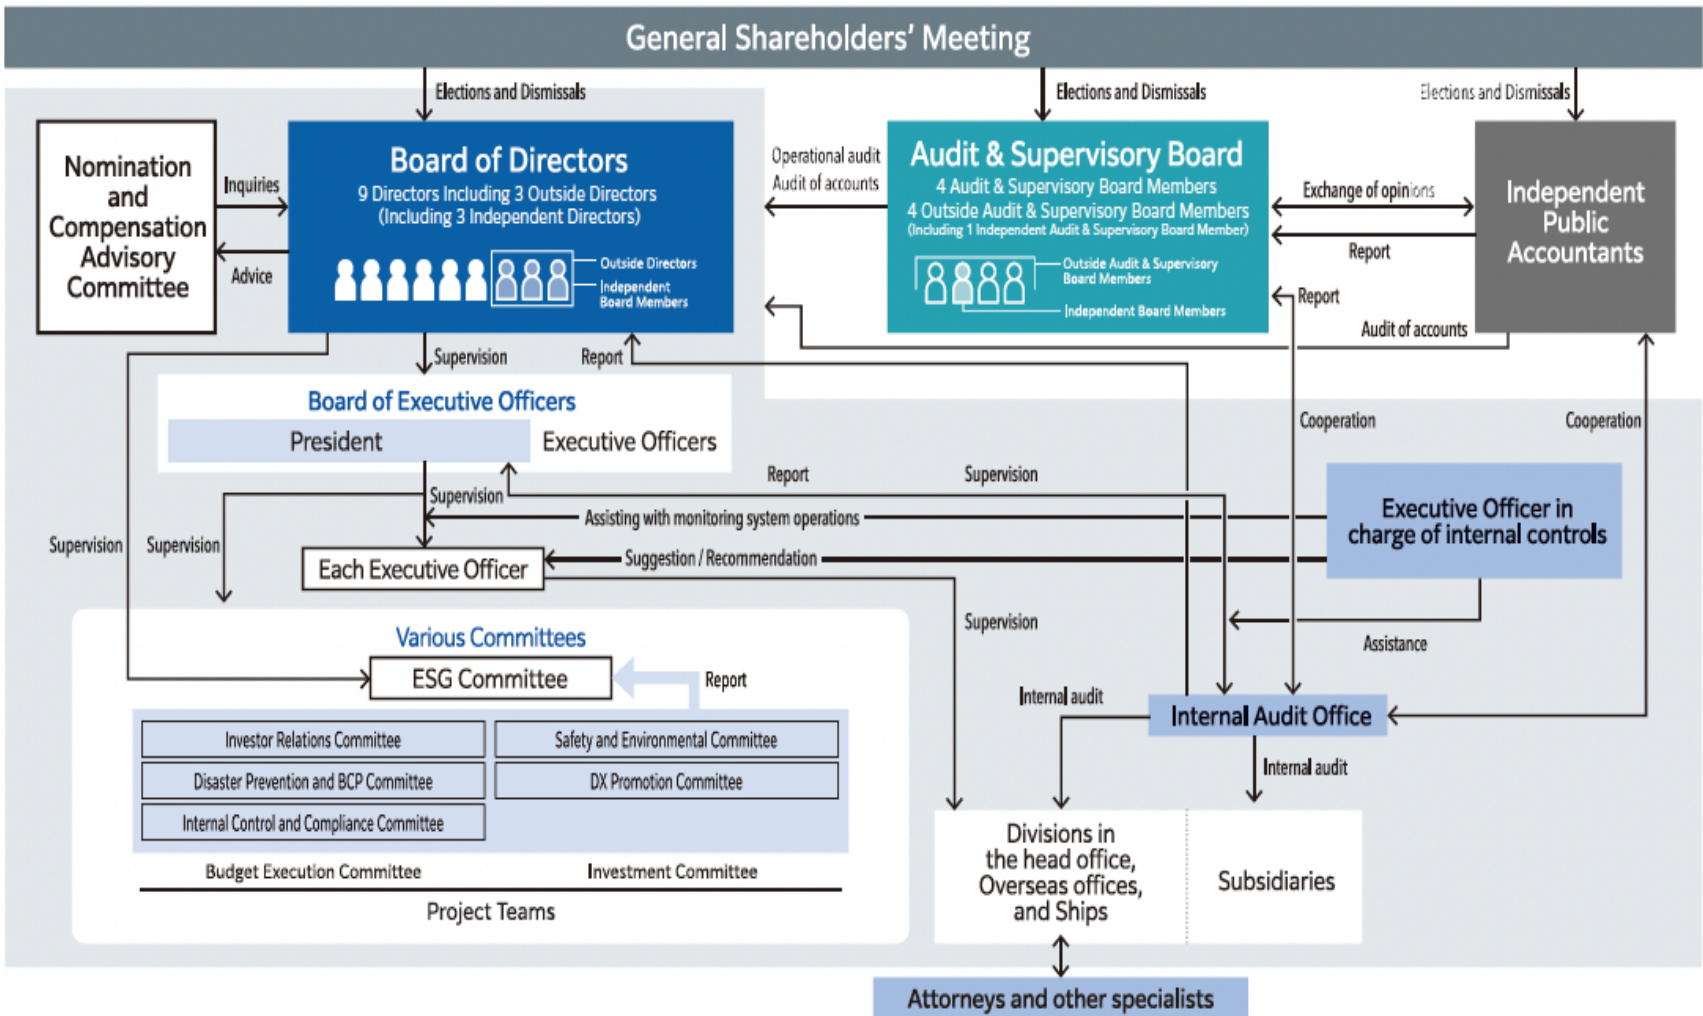 General Shareholders' Meeting
Elections and Dismissals
Elections and Dismissals
Elections and Dismissals
Nomination
and
Compensation
Advisory
Committee
Inquiries
Advice
Board of Directors
9 Directors Including 3 Outside Directors
(Including 3 Independent Directors)
Outside Directors
Independent
Board Members
Operational audit
Audit of accounts
Audit & Supervisory Board
4 Audit & Supervisory Board Members
4 Outside Audit & Supervisory Board Members
(Including 1 Independent Audit & Supervisory Board Member)
Outside Audit & Supervisory
Board Members
Independent Board Members
Exchange of opinions
Report
Independent
Public
Accountants
Report
Audit of accounts
Supervision
Report
Board of Executive Officers
President
Executive Officers
Cooperation
Cooperation
Report
Supervision
Supervision
Assisting with monitoring system operations
Executive Officer in
charge of internal controls
Supervision
Supervision
Suggestion / Recommendation
Each Executive Officer
Supervision
Assistance
Various Committees
ESG Committee
Report
Internal audit
Internal Audit Office
Investor Relations Committee
Safety and Environmental Committee
Disaster Prevention and BCP Committee
DX Promotion Committee
Internal Control and Compliance Committee
Internal audit
Budget Execution Committee
Investment Committee
Project Teams
Divisions in
the head office,
Overseas offices,
and Ships
Subsidiaries
Attorneys and other specialists